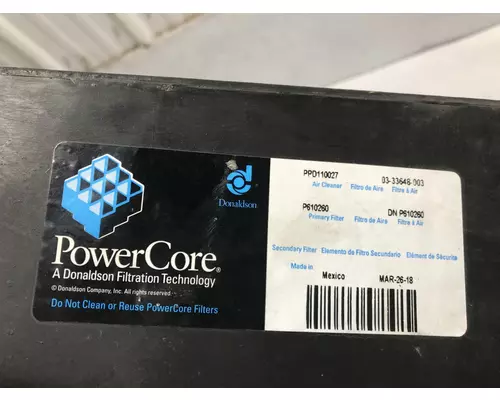 Donaldson
PowerCore®
A Donaldson Filtration Technology
© Donaldson Company, Inc. All rights reserved.
Do Not Clean or Reuse PowerCore Filters
PPD110027 03-33646-003
Air Cleaner Filtro de Aire Filtre à Air
P610260 DN P610260
Primary Filter Filtro de Aire Filtre à Air
Secondary Filter Elemento de Filtro Secundario Elément de Sécurité
Made in Mexico MAR-26-18